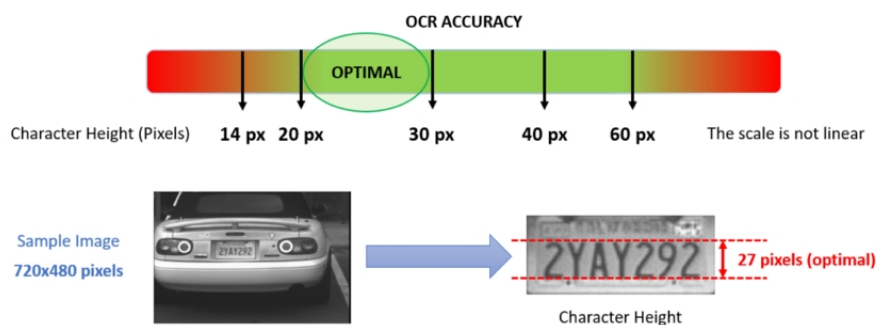 OCR ACCURACY
OPTIMAL
Character Height (Pixels) 14 px 20 px 30 px 40 px 60 px The scale is not linear
Sample Image
720x480 pixels
2YAY292
2YAY292
27 pixels (optimal)
Character Height